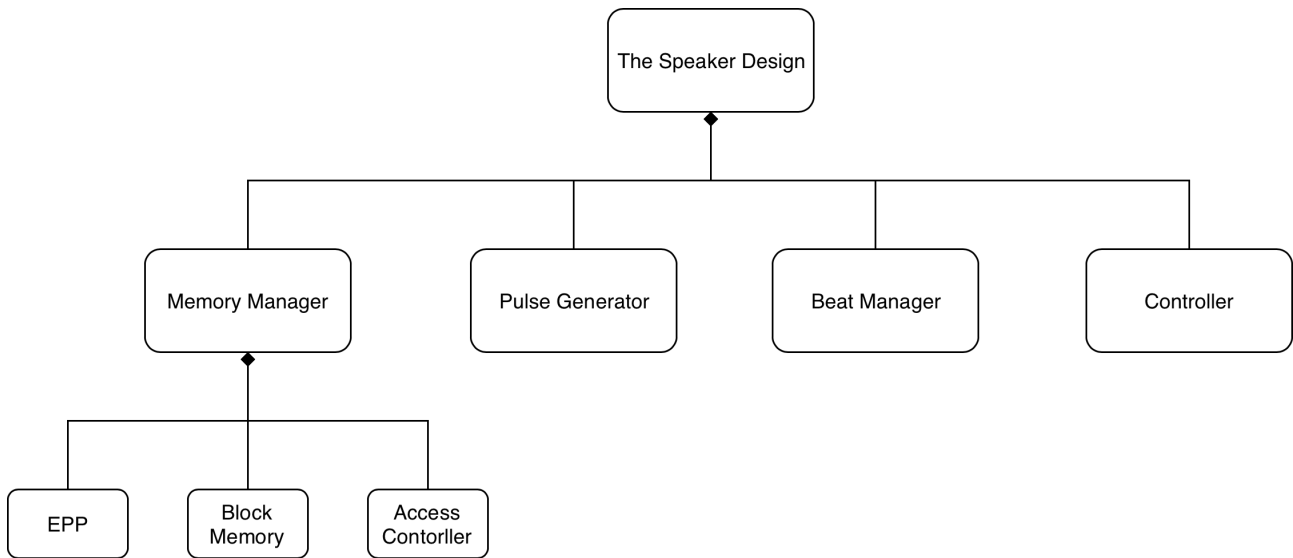 The Speaker Design
Memory Manager
Pulse Generator
Beat Manager
Controller
EPP
Block
Memory
Access
Contorller